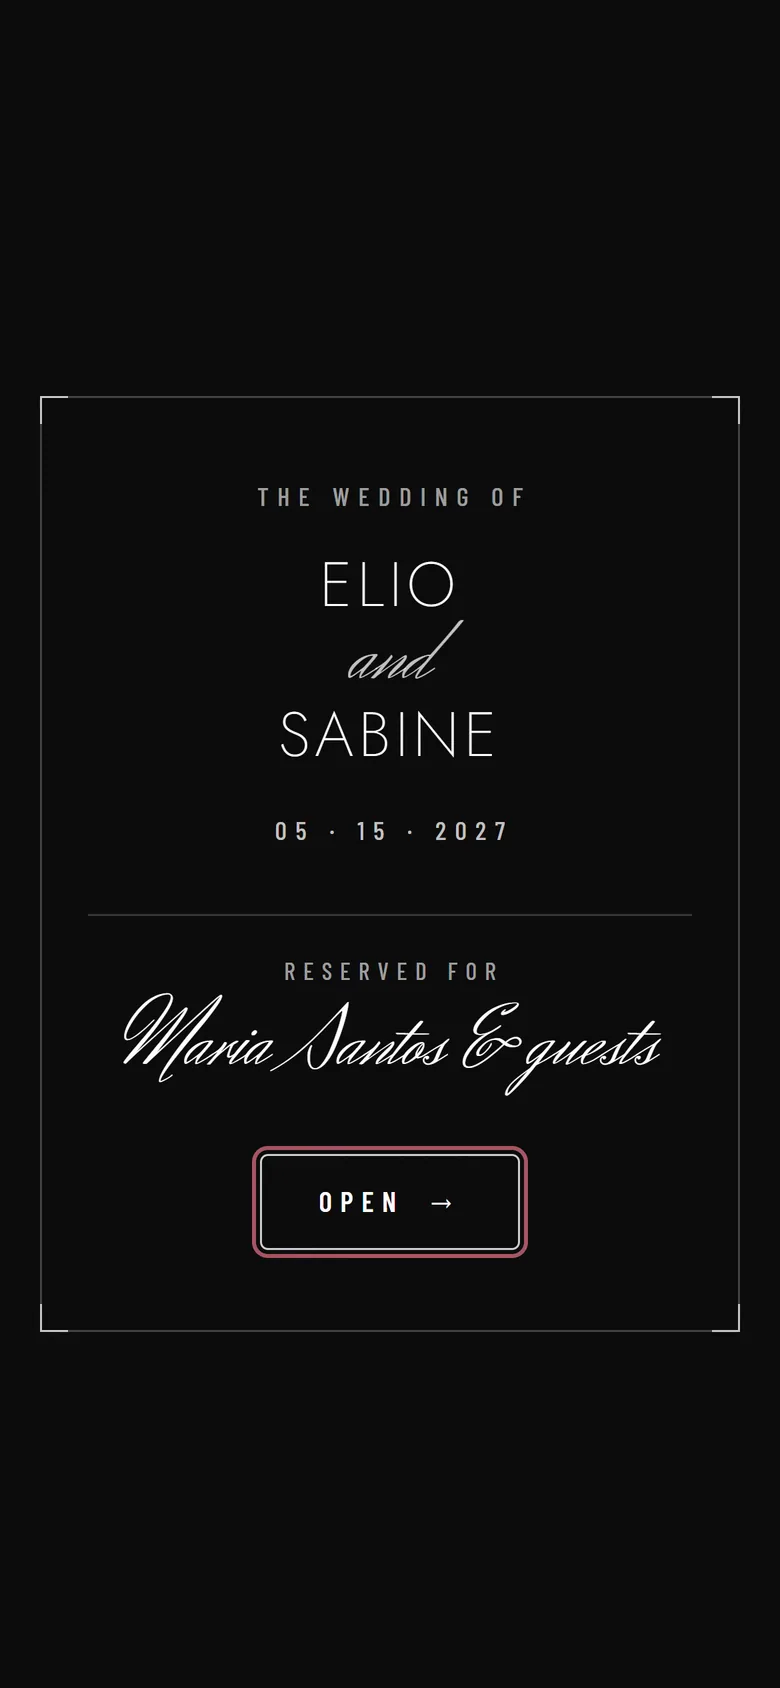 THE WEDDING OF
ELIO
and
SABINE
05 · 15 · 2027
RESERVED FOR
Maria Santos & guests
OPEN →